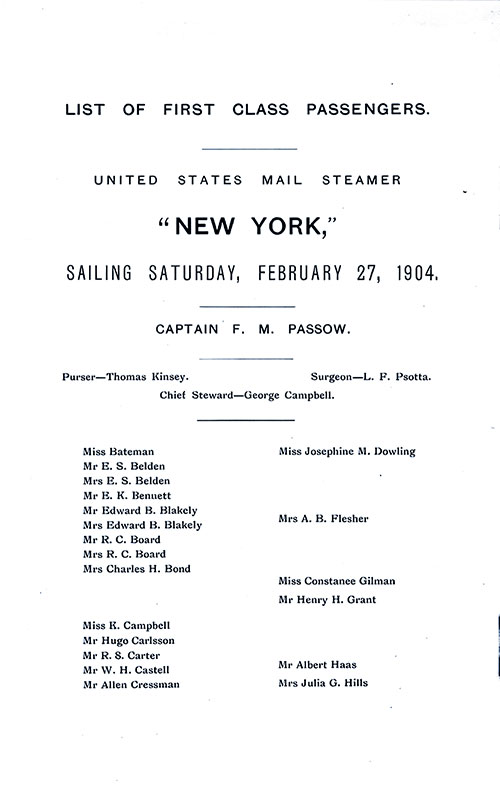 LIST OF FIRST CLASS PASSENGERS.
UNITED STATES MAIL STEAMER
"NEW YORK,"
SAILING SATURDAY, FEBRUARY 27, 1904.
CAPTAIN F. M. PASSOW.
Purser—Thomas Kinsey.
Surgeon—L. F. Psotta.
Chief Steward—George Campbell.
Miss Bateman
Mr E. S. Belden
Mrs E. S. Belden
Mr E. K. Bennett
Mr Edward B. Blakely
Mrs Edward B. Blakely
Mr R. C. Board
Mrs R. C. Board
Mrs Charles H. Bond
Miss K. Campbell
Mr Hugo Carlsson
Mr R. S. Carter
Mr W. H. Castell
Mr Allen Cressman
Miss Josephine M. Dowling
Mrs A. B. Flesher
Miss Constanee Gilman
Mr Henry H. Grant
Mr Albert Haas
Mrs Julia G. Hills